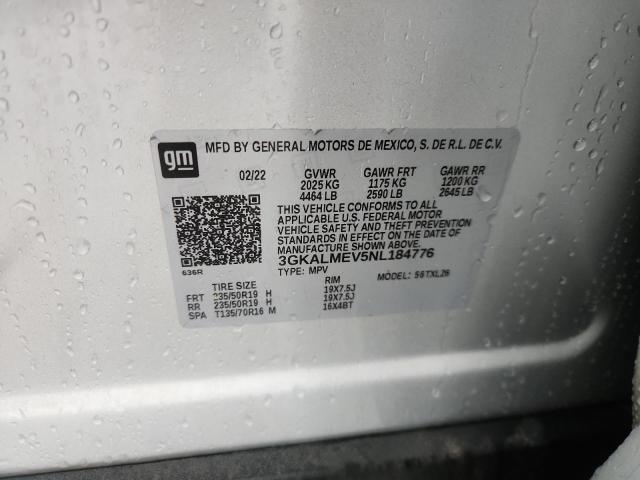 gm
MFD BY GENERAL MOTORS DE MEXICO, S. DE R.L. DE C.V.
02/22 GVWR GAWR FRT GAWR RR
2025 KG 1175 KG 1200 KG
4464 LB 2590 LB 2645 LB
THIS VEHICLE CONFORMS TO ALL
APPLICABLE U.S. FEDERAL MOTOR
VEHICLE SAFETY AND THEFT PREVENTION
STANDARDS IN EFFECT ON THE DATE OF
MANUFACTURE SHOWN ABOVE.
3GKALMEV5NL184776
636R TYPE: MPV MODEL: 56TXL26
TIRE SIZE RIM
FRT 235/50R19 H 19X7.5J
RR 235/50R19 H 19X7.5J
SPA T135/70R16 M 16X4BT